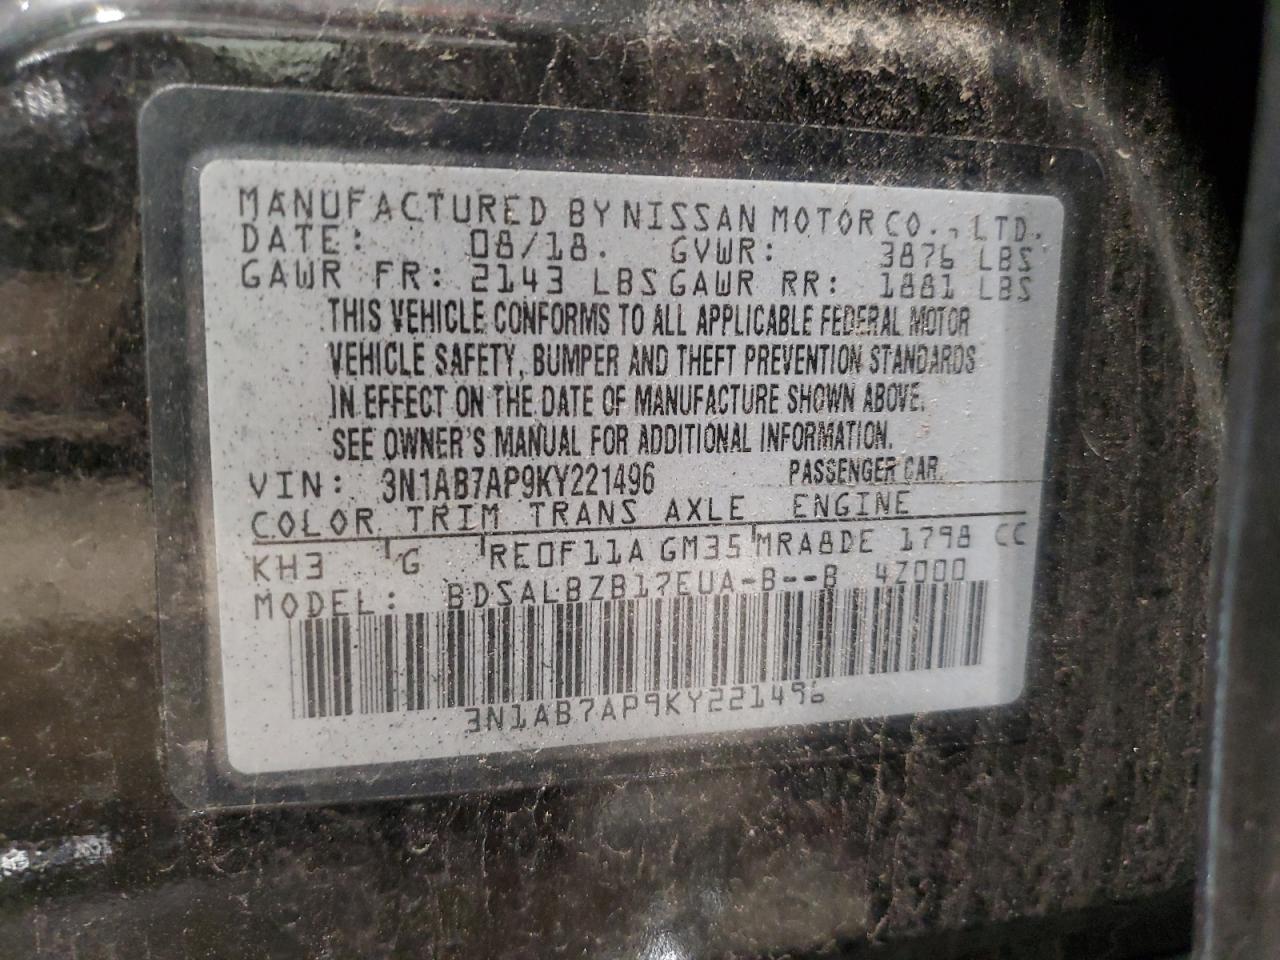 MANUFACTURED BY NISSAN MOTOR CO., LTD.
DATE: 08/18. GVWR: 3876 LBS
GAWR FR: 2143 LBS GAWR RR: 1881 LBS
THIS VEHICLE CONFORMS TO ALL APPLICABLE FEDERAL MOTOR
VEHICLE SAFETY, BUMPER AND THEFT PREVENTION STANDARDS
IN EFFECT ON THE DATE OF MANUFACTURE SHOWN ABOVE.
SEE OWNER'S MANUAL FOR ADDITIONAL INFORMATION.
VIN: 3N1AB7AP9KY221496 PASSENGER CAR.
COLOR TRIM TRANS AXLE ENGINE
KH3 G RE0F11A GM35 MRA8DE 1798 CC
MODEL: BDSALBZB17EUA-B--B 4Z000
3N1AB7AP9KY221496